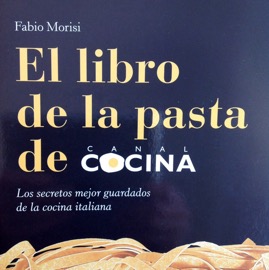 Fabio Morisi
El libro
de la pasta
de CANAL
COCINA
Los secretos mejor guardados
de la cocina italiana